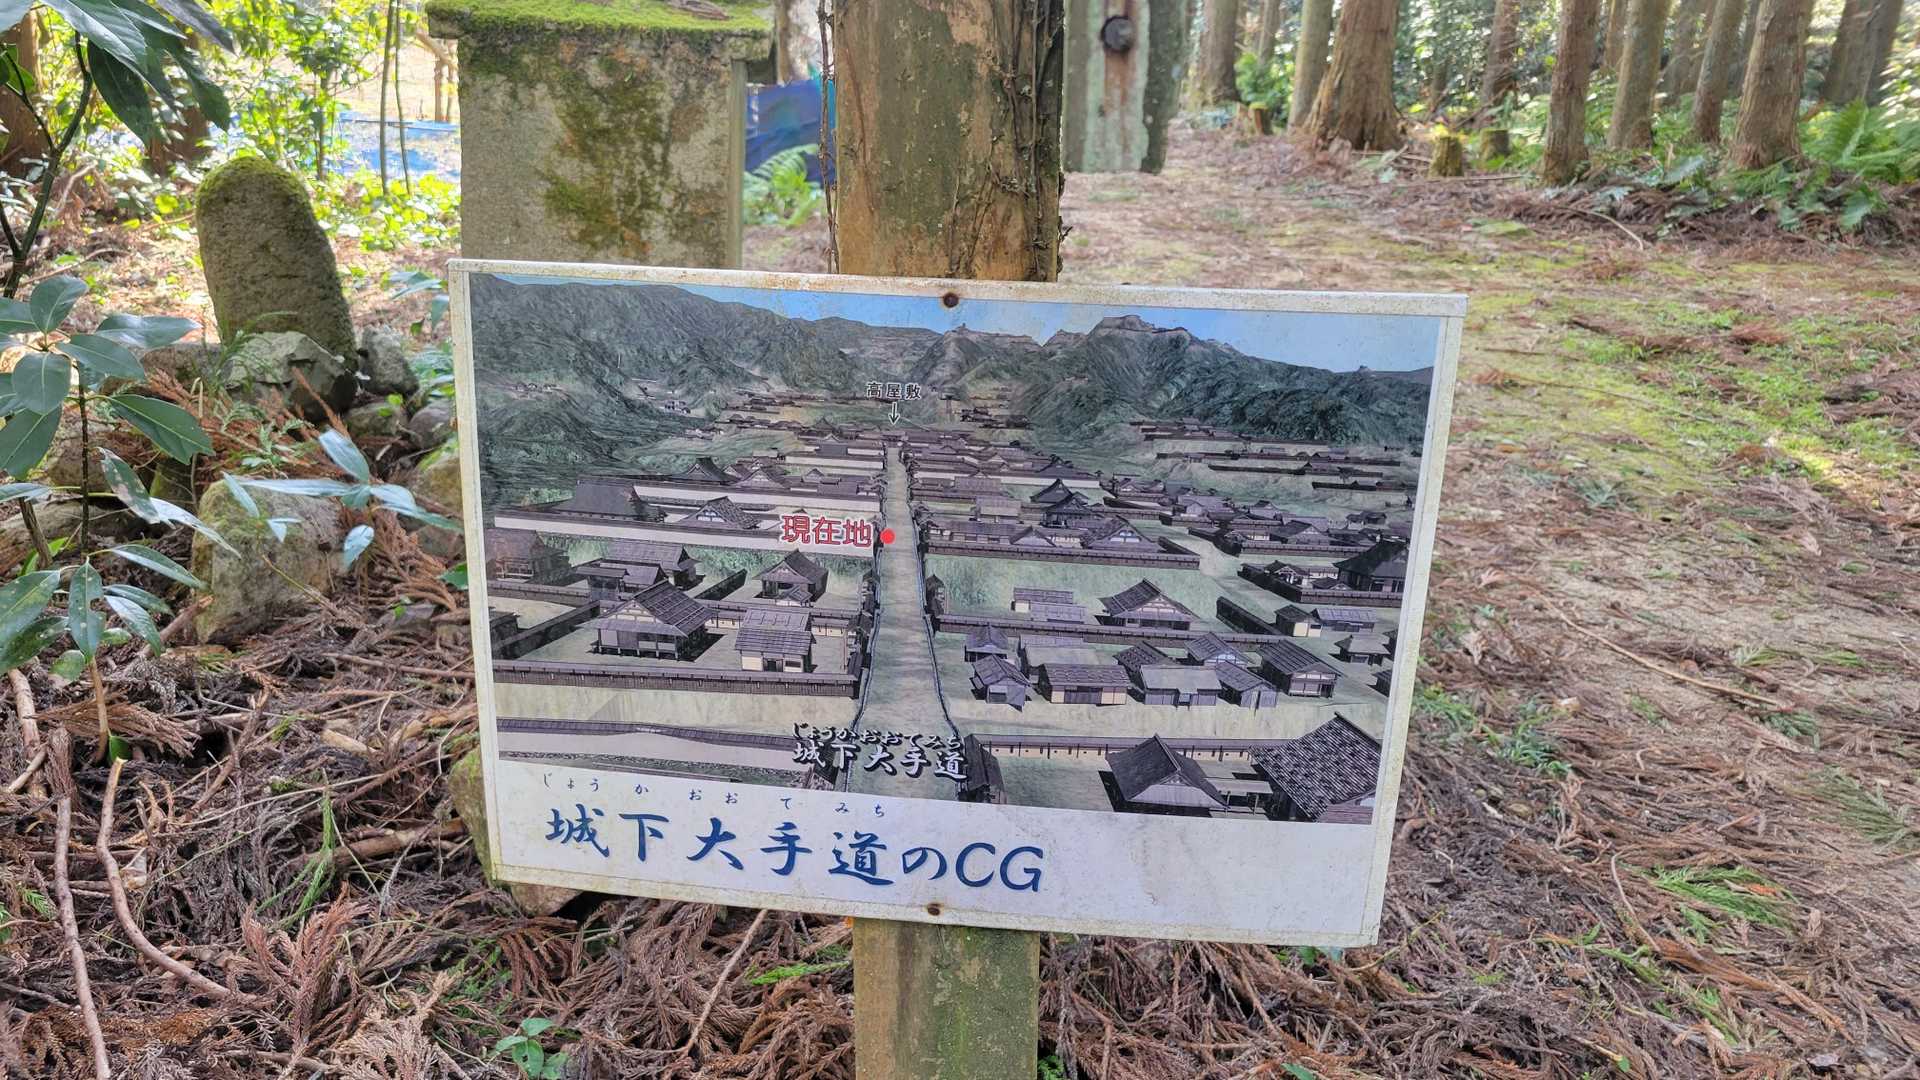 高屋敷
現在地
じょうかおおてみち
城下大手道
じょうか おおてみち
城下大手道のCG